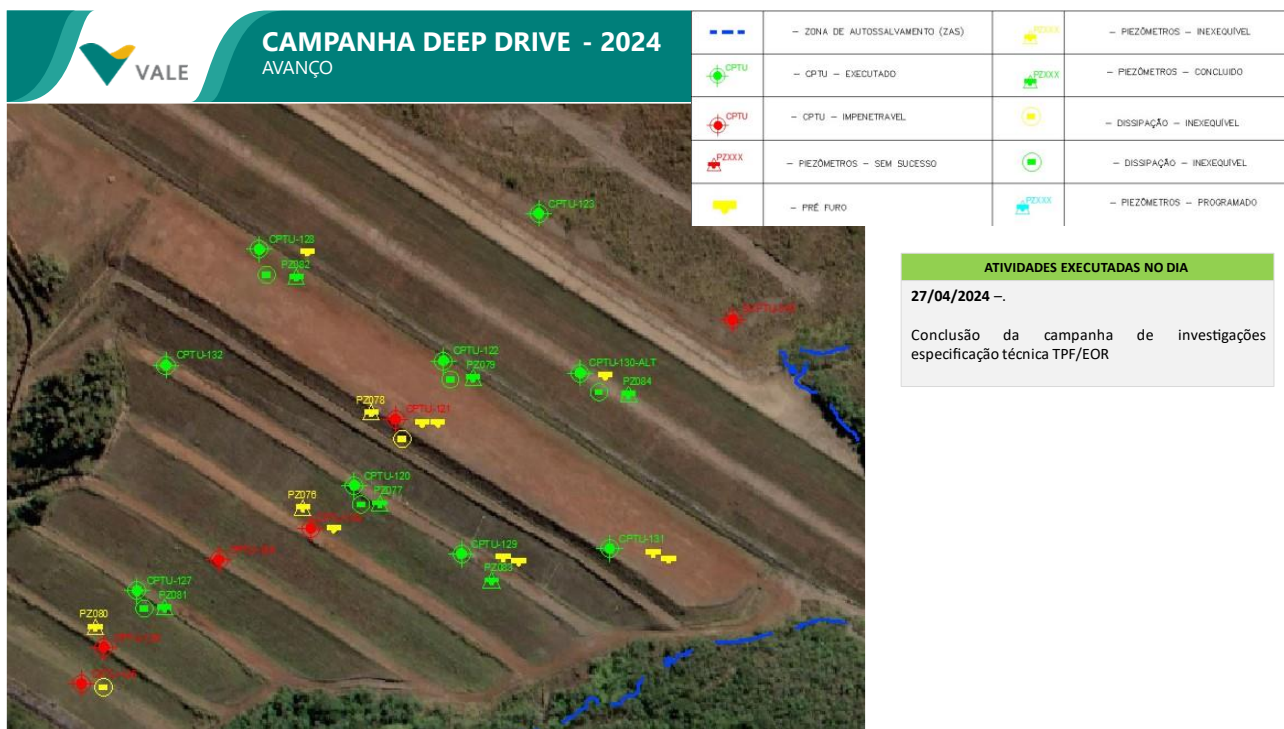 VALE
CAMPANHA DEEP DRIVE - 2024
AVANÇO
– ZONA DE AUTOSSALVAMENTO (ZAS)
PZXXX
– PIEZÔMETROS – INEXEQUÍVEL
CPTU
– CPTU – EXECUTADO
PZXXX
– PIEZÔMETROS – CONCLUIDO
CPTU
– CPTU – IMPENETRAVEL
– DISSIPAÇÃO – INEXEQUÍVEL
PZXXX
– PIEZÔMETROS – SEM SUCESSO
– DISSIPAÇÃO – INEXEQUÍVEL
– PRÉ FURO
PZXXX
– PIEZÔMETROS – PROGRAMADO
ATIVIDADES EXECUTADAS NO DIA
27/04/2024 –.
Conclusão da campanha de investigações
especificação técnica TPF/EOR
CPTU-123
CPTU-128
PZ082
CPTU-132
CPTU-122
PZ079
CPTU-130-ALT
PZ084
PZ078
CPTU-121
CPTU-120
PZ077
PZ076
CPTU-129
PZ083
CPTU-131
CPTU-127
PZ081
PZ080